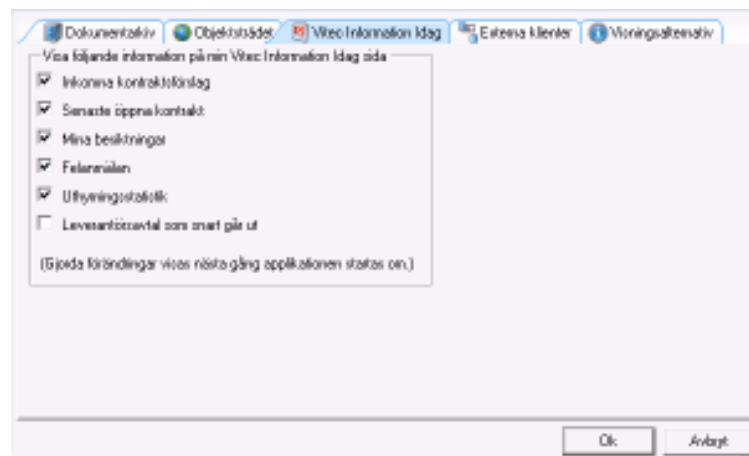 Dokumentarkiv Objektsträdet Vitec Information Idag Externa klienter Visningsalternativ
Visa följande information på min Vitec Information Idag sida
Inkomna kontraktsförslag
Senaste öppna kontrakt
Mina besiktningar
Felanmälan
Uthyrningsstatistik
Leverantörsavtal som snart går ut
(Gjorda förändingar visas nästa gång applikationen startas om.)
Ok Avbryt